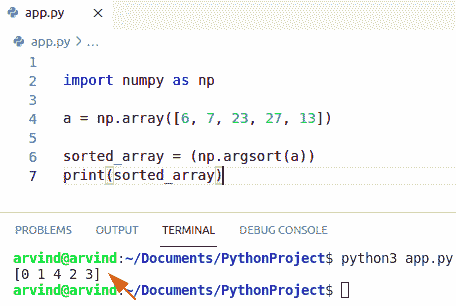 app.py
app.py > ...
1
2 import numpy as np
3
4 a = np.array([6, 7, 23, 27, 13])
5
6 sorted_array = (np.argsort(a))
7 print(sorted_array)
PROBLEMS OUTPUT TERMINAL DEBUG CONSOLE
arvind@arvind:~/Documents/PythonProject$ python3 app.py
[0 1 4 2 3]
arvind@arvind:~/Documents/PythonProject$